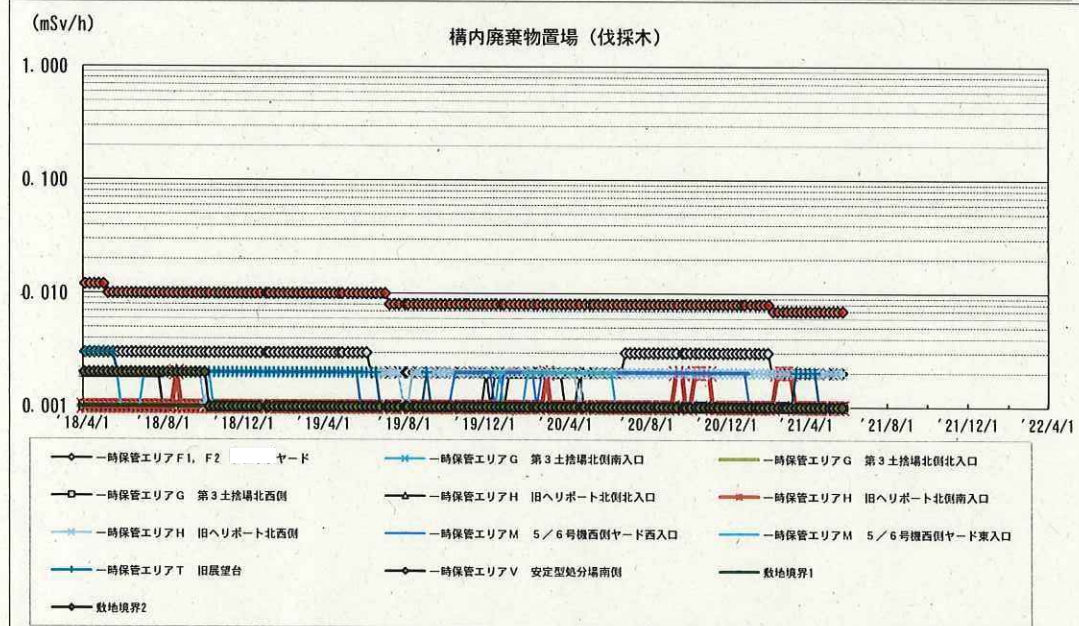 (mSv/h)
構内廃棄物置場（伐採木）
1.000
0.100
0.010
0.001
'18/4/1 '18/8/1 '18/12/1 '19/4/1 '19/8/1 '19/12/1 '20/4/1 '20/8/1 '20/12/1 '21/4/1 '21/8/1 '21/12/1 '22/4/1
一時保管エリアF1, F2 ヤード 一時保管エリアG 第3土捨場北側南入口 一時保管エリアG 第3土捨場北側北入口
一時保管エリアG 第3土捨場北西側 一時保管エリアH 旧ヘリポート北側北入口 一時保管エリアH 旧ヘリポート北側南入口
一時保管エリアH 旧ヘリポート北西側 一時保管エリアM 5／6号機西側ヤード西入口 一時保管エリアM 5／6号機西側ヤード東入口
一時保管エリアT 旧展望台 一時保管エリアV 安定型処分場南側 敷地境界1
敷地境界2